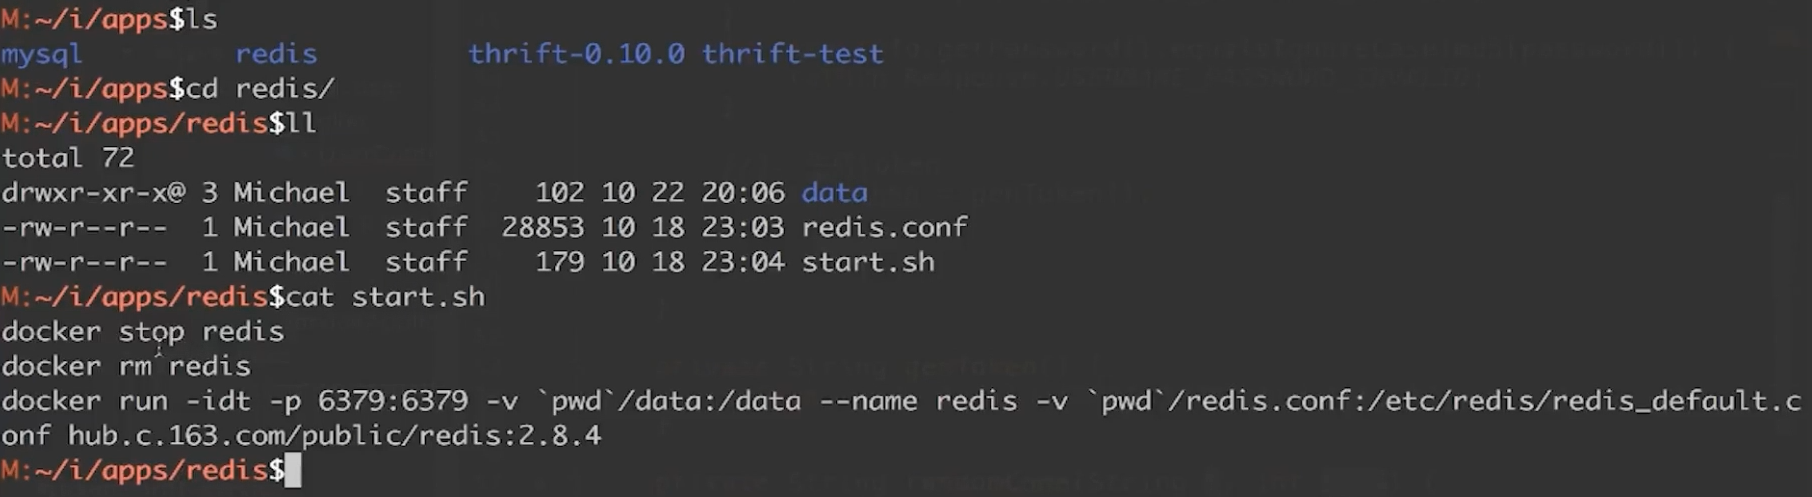 M:~/i/apps$ls
mysql redis thrift-0.10.0 thrift-test
M:~/i/apps$cd redis/
M:~/i/apps/redis$ll
total 72
drwxr-xr-x@ 3 Michael staff 102 10 22 20:06 data
-rw-r--r-- 1 Michael staff 28853 10 18 23:03 redis.conf
-rw-r--r-- 1 Michael staff 179 10 18 23:04 start.sh
M:~/i/apps/redis$cat start.sh
docker stop redis
docker rm redis
docker run -idt -p 6379:6379 -v `pwd`/data:/data --name redis -v `pwd`/redis.conf:/etc/redis/redis_default.c
onf hub.c.163.com/public/redis:2.8.4
M:~/i/apps/redis$